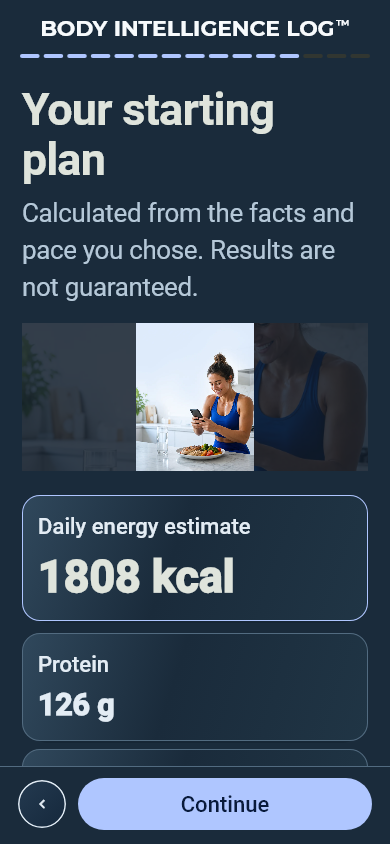 BODY INTELLIGENCE LOG™
Your starting
plan
Calculated from the facts and
pace you chose. Results are
not guaranteed.
Daily energy estimate
1808 kcal
Protein
126 g
Continue